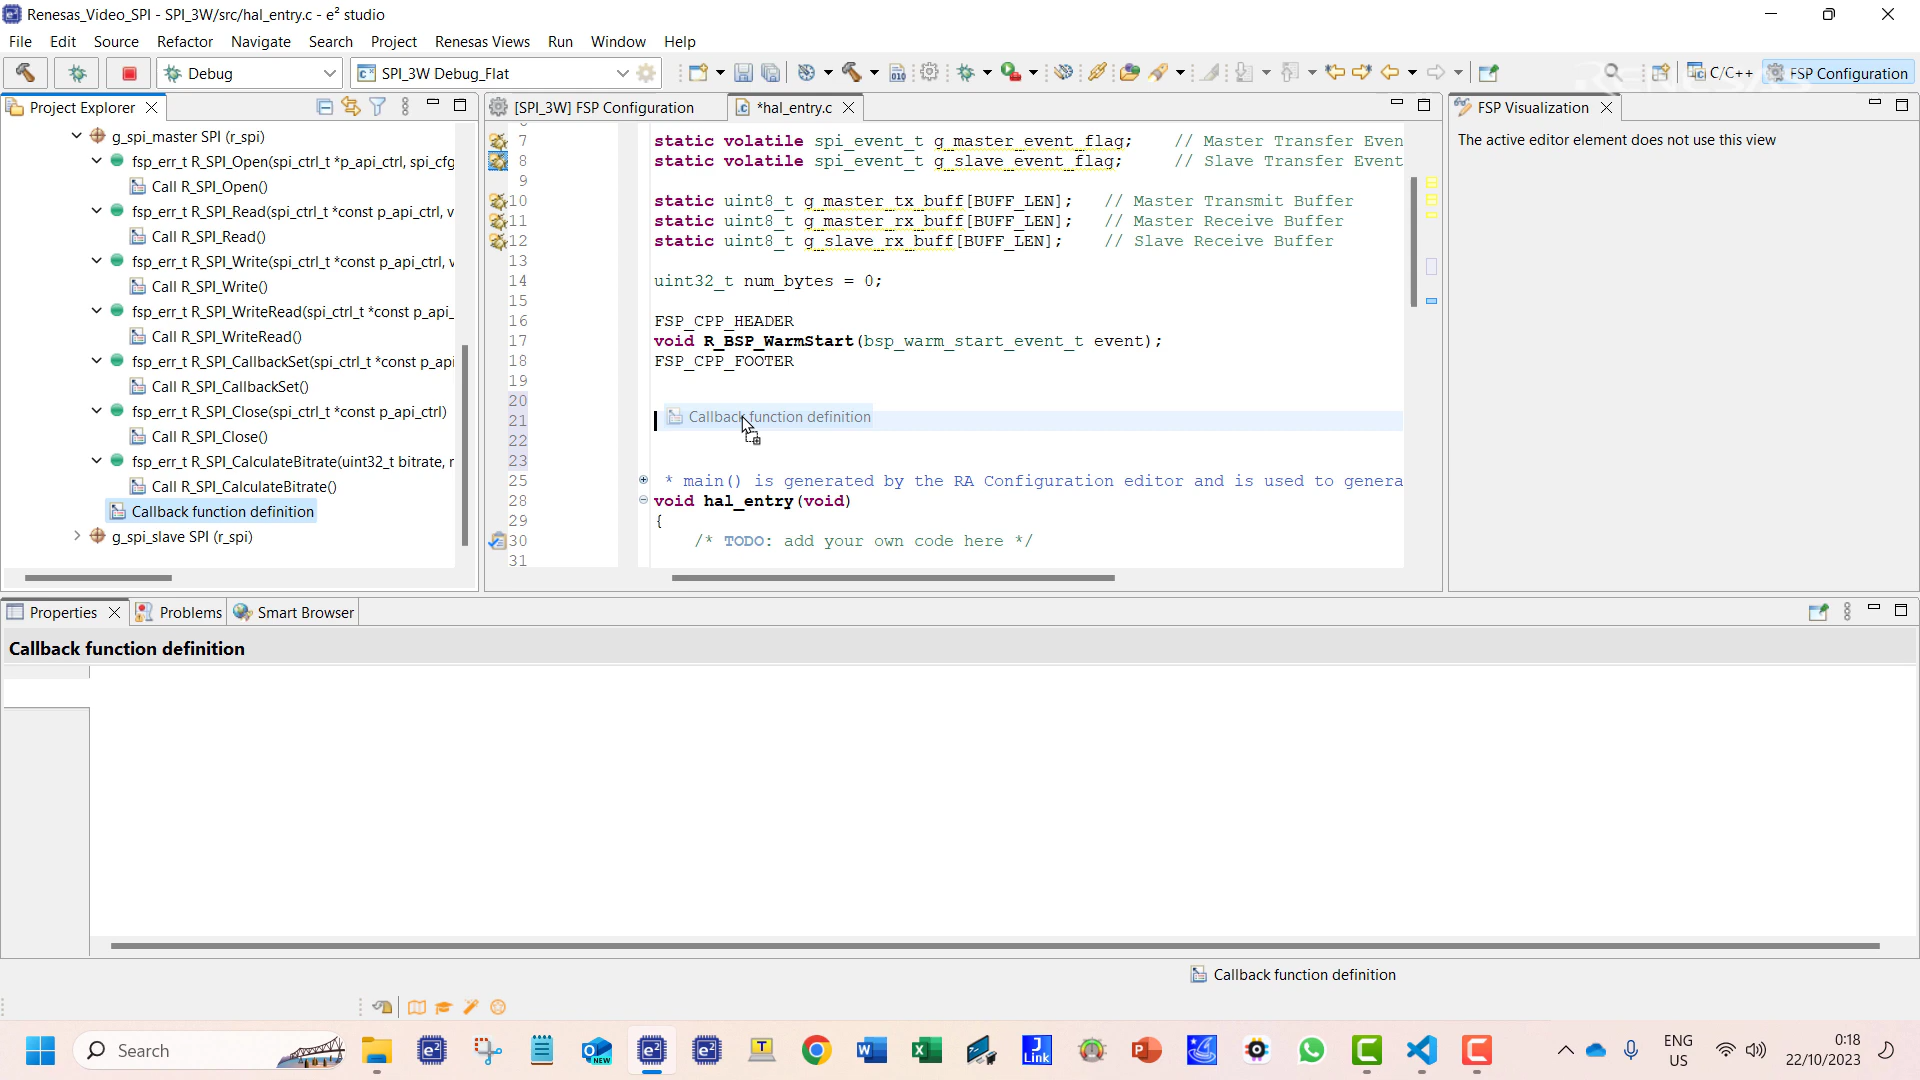 Renesas_Video_SPI - SPI_3W/src/hal_entry.c - e² studio
File Edit Source Refactor Navigate Search Project Renesas Views Run Window Help
Debug SPI_3W Debug_Flat C/C++ FSP Configuration
Project Explorer
g_spi_master SPI (r_spi)
fsp_err_t R_SPI_Open(spi_ctrl_t *p_api_ctrl, spi_cfg
Call R_SPI_Open()
fsp_err_t R_SPI_Read(spi_ctrl_t *const p_api_ctrl, v
Call R_SPI_Read()
fsp_err_t R_SPI_Write(spi_ctrl_t *const p_api_ctrl, v
Call R_SPI_Write()
fsp_err_t R_SPI_WriteRead(spi_ctrl_t *const p_api_
Call R_SPI_WriteRead()
fsp_err_t R_SPI_CallbackSet(spi_ctrl_t *const p_api
Call R_SPI_CallbackSet()
fsp_err_t R_SPI_Close(spi_ctrl_t *const p_api_ctrl)
Call R_SPI_Close()
fsp_err_t R_SPI_CalculateBitrate(uint32_t bitrate, r
Call R_SPI_CalculateBitrate()
Callback function definition
g_spi_slave SPI (r_spi)
[SPI_3W] FSP Configuration *hal_entry.c
7 static volatile spi_event_t g_master_event_flag; // Master Transfer Even
8 static volatile spi_event_t g_slave_event_flag; // Slave Transfer Event
9
10 static uint8_t g_master_tx_buff[BUFF_LEN]; // Master Transmit Buffer
11 static uint8_t g_master_rx_buff[BUFF_LEN]; // Master Receive Buffer
12 static uint8_t g_slave_rx_buff[BUFF_LEN]; // Slave Receive Buffer
13
14 uint32_t num_bytes = 0;
15
16 FSP_CPP_HEADER
17 void R_BSP_WarmStart(bsp_warm_start_event_t event);
18 FSP_CPP_FOOTER
19
20
21 Callback function definition
22
23
25 * main() is generated by the RA Configuration editor and is used to genera
28 void hal_entry(void)
29 {
30 /* TODO: add your own code here */
31
FSP Visualization
The active editor element does not use this view
Properties Problems Smart Browser
Callback function definition
Callback function definition
Search
ENG
US
0:18
22/10/2023